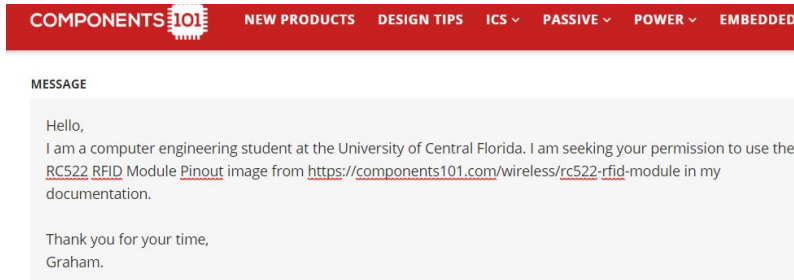 COMPONENTS 101 NEW PRODUCTS DESIGN TIPS ICS PASSIVE POWER EMBEDDED
MESSAGE
Hello,
I am a computer engineering student at the University of Central Florida. I am seeking your permission to use the
RC522 RFID Module Pinout image from https://components101.com/wireless/rc522-rfid-module in my
documentation.
Thank you for your time,
Graham.